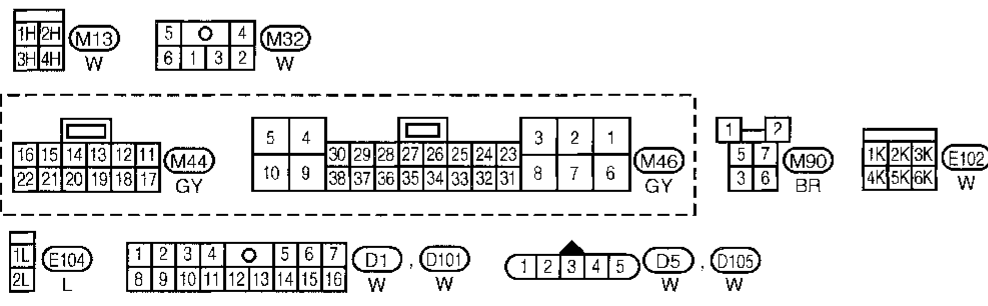 1H 2H M13
3H 4H W
5 4 M32
6 1 3 2 W
16 15 14 13 12 11 M44
22 21 20 19 18 17 GY
5 4 3 2 1
30 29 28 27 26 25 24 23 M46
10 9 38 37 36 35 34 33 32 31 8 7 6 GY
1 2
5 7 M90
3 6 BR
1K 2K 3K E102
4K 5K 6K W
1L E104
2L L
1 2 3 4 5 6 7 D1 , D101
8 9 10 11 12 13 14 15 16 W W
1 2 3 4 5 D5 , D105
W W